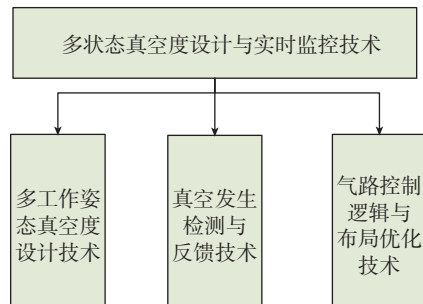 多状态真空度设计与实时监控技术
多工作姿
态真空度
设计技术
真空发生
检测与
反馈技术
气路控制
逻辑与
布局优化
技术